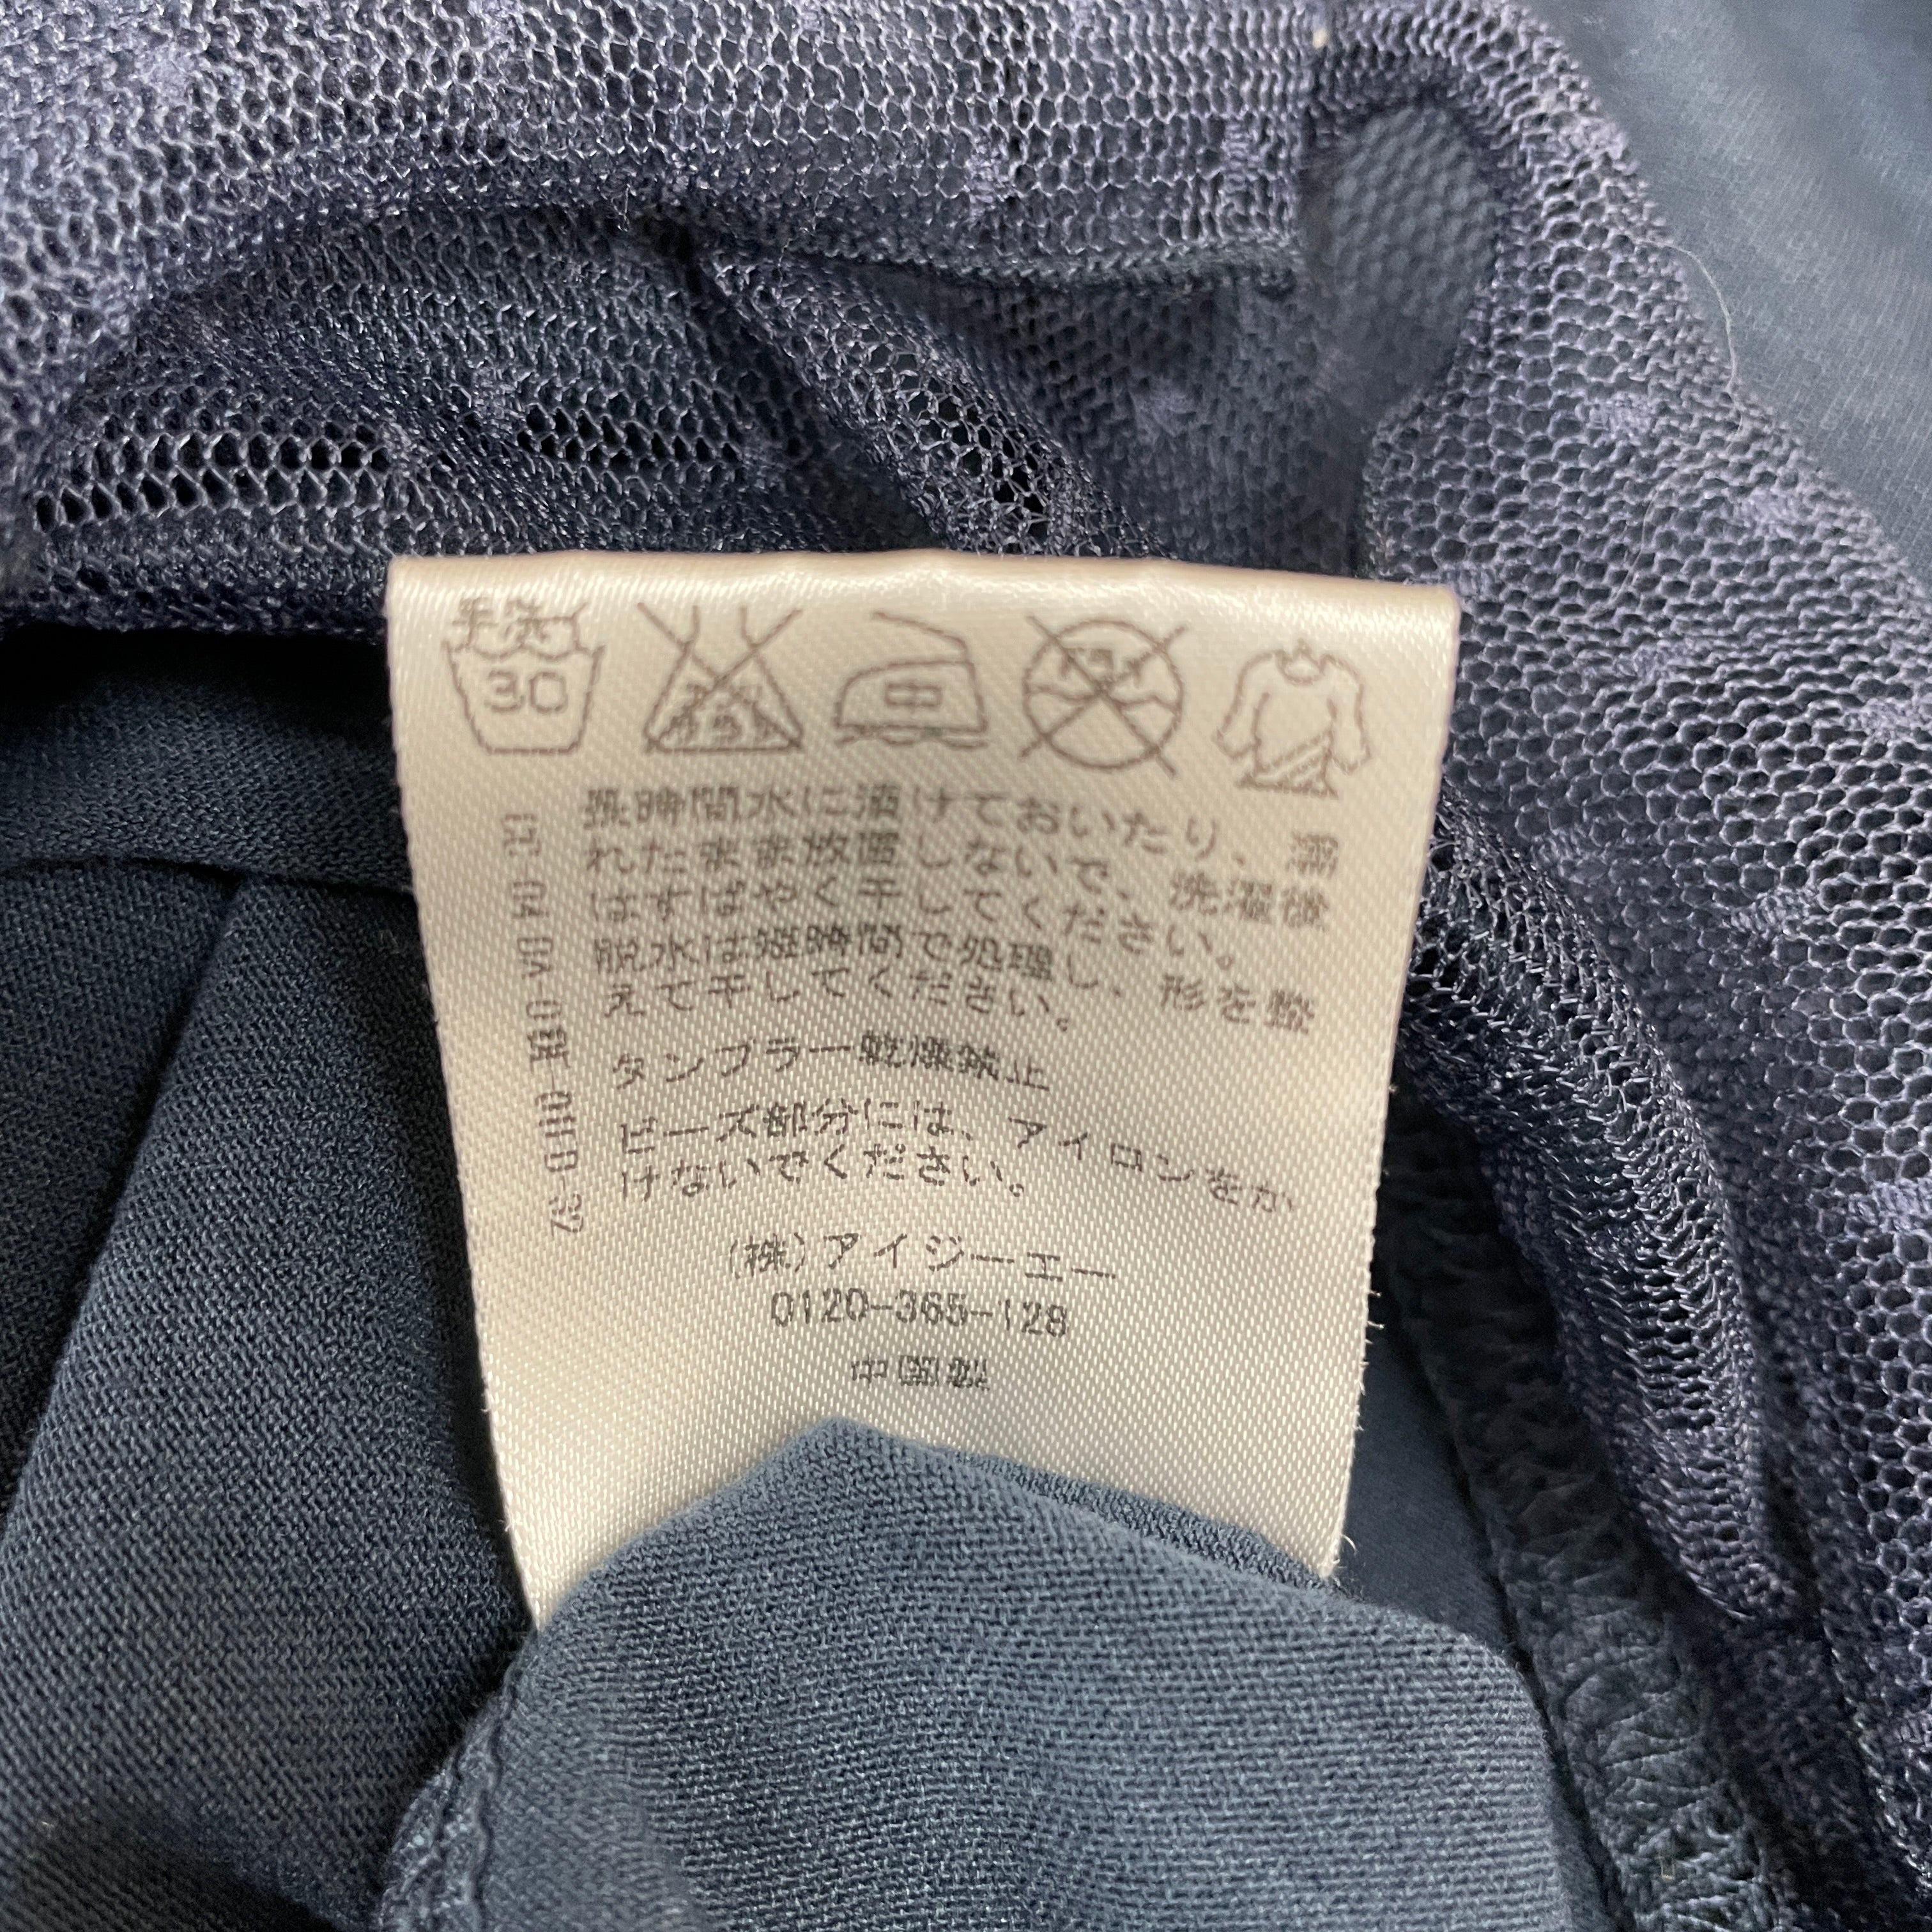 手洗
30
中
長時間水に漬けておいたり、濡
れたまま放置しないで、洗濯後
はすばやく干してください。
脱水は短時間で処理し、形を整
えて干してください。
タンブラー乾燥禁止
ビーズ部分には、アイロンをか
けないでください。
(株)アイジーエー
0120-365-128
中国製